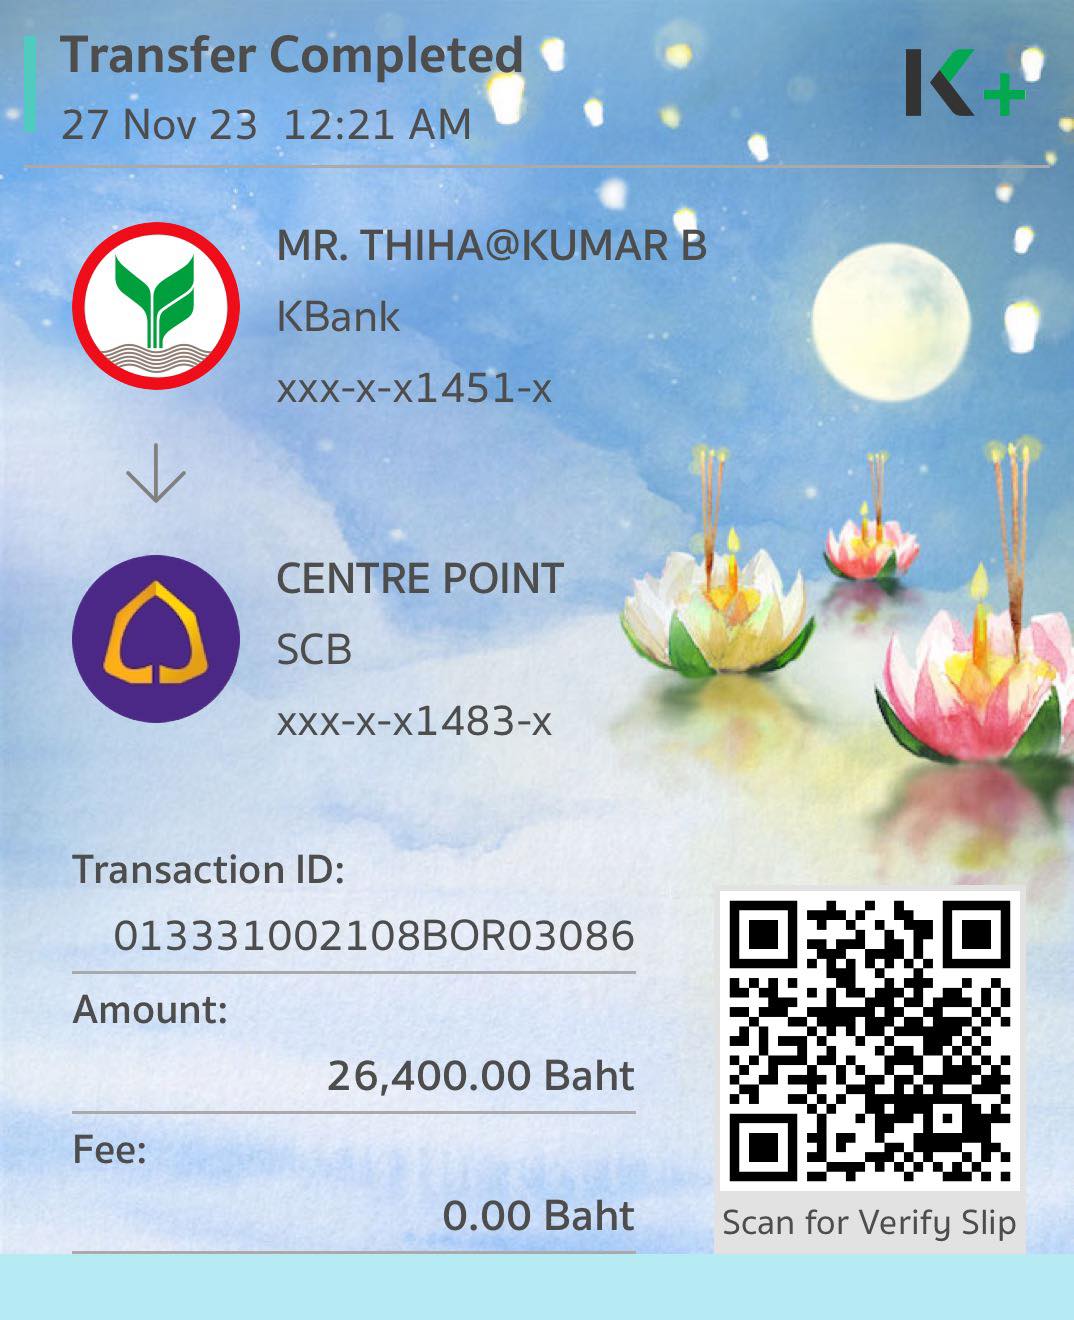 Transfer Completed
27 Nov 23 12:21 AM
K+
MR. THIHA@KUMAR B
KBank
xxx-x-x1451-x
CENTRE POINT
SCB
xxx-x-x1483-x
Transaction ID:
013331002108BOR03086
Amount:
26,400.00 Baht
Fee:
0.00 Baht
Scan for Verify Slip